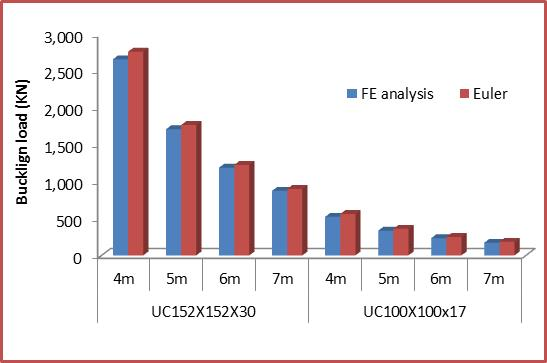 3,000
2,500
2,000
1,500
1,000
500
0
Bucklign load (KN)
FE analysis
Euler
4m 5m 6m 7m 4m 5m 6m 7m
UC152X152X30 UC100X100x17